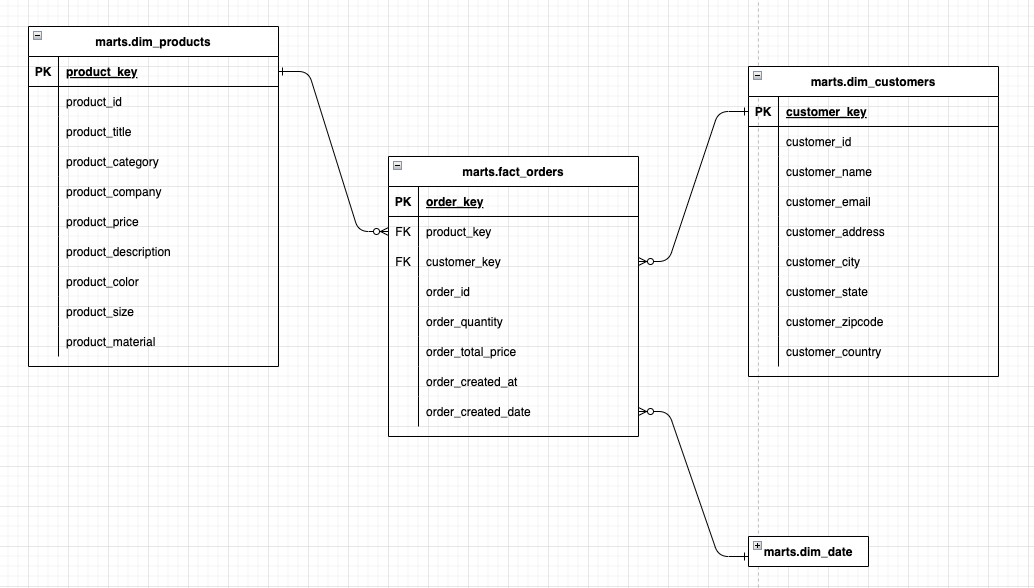 marts.dim_products
PK product_key
product_id
product_title
product_category
product_company
product_price
product_description
product_color
product_size
product_material
marts.fact_orders
PK order_key
FK product_key
FK customer_key
order_id
order_quantity
order_total_price
order_created_at
order_created_date
marts.dim_customers
PK customer_key
customer_id
customer_name
customer_email
customer_address
customer_city
customer_state
customer_zipcode
customer_country
marts.dim_date